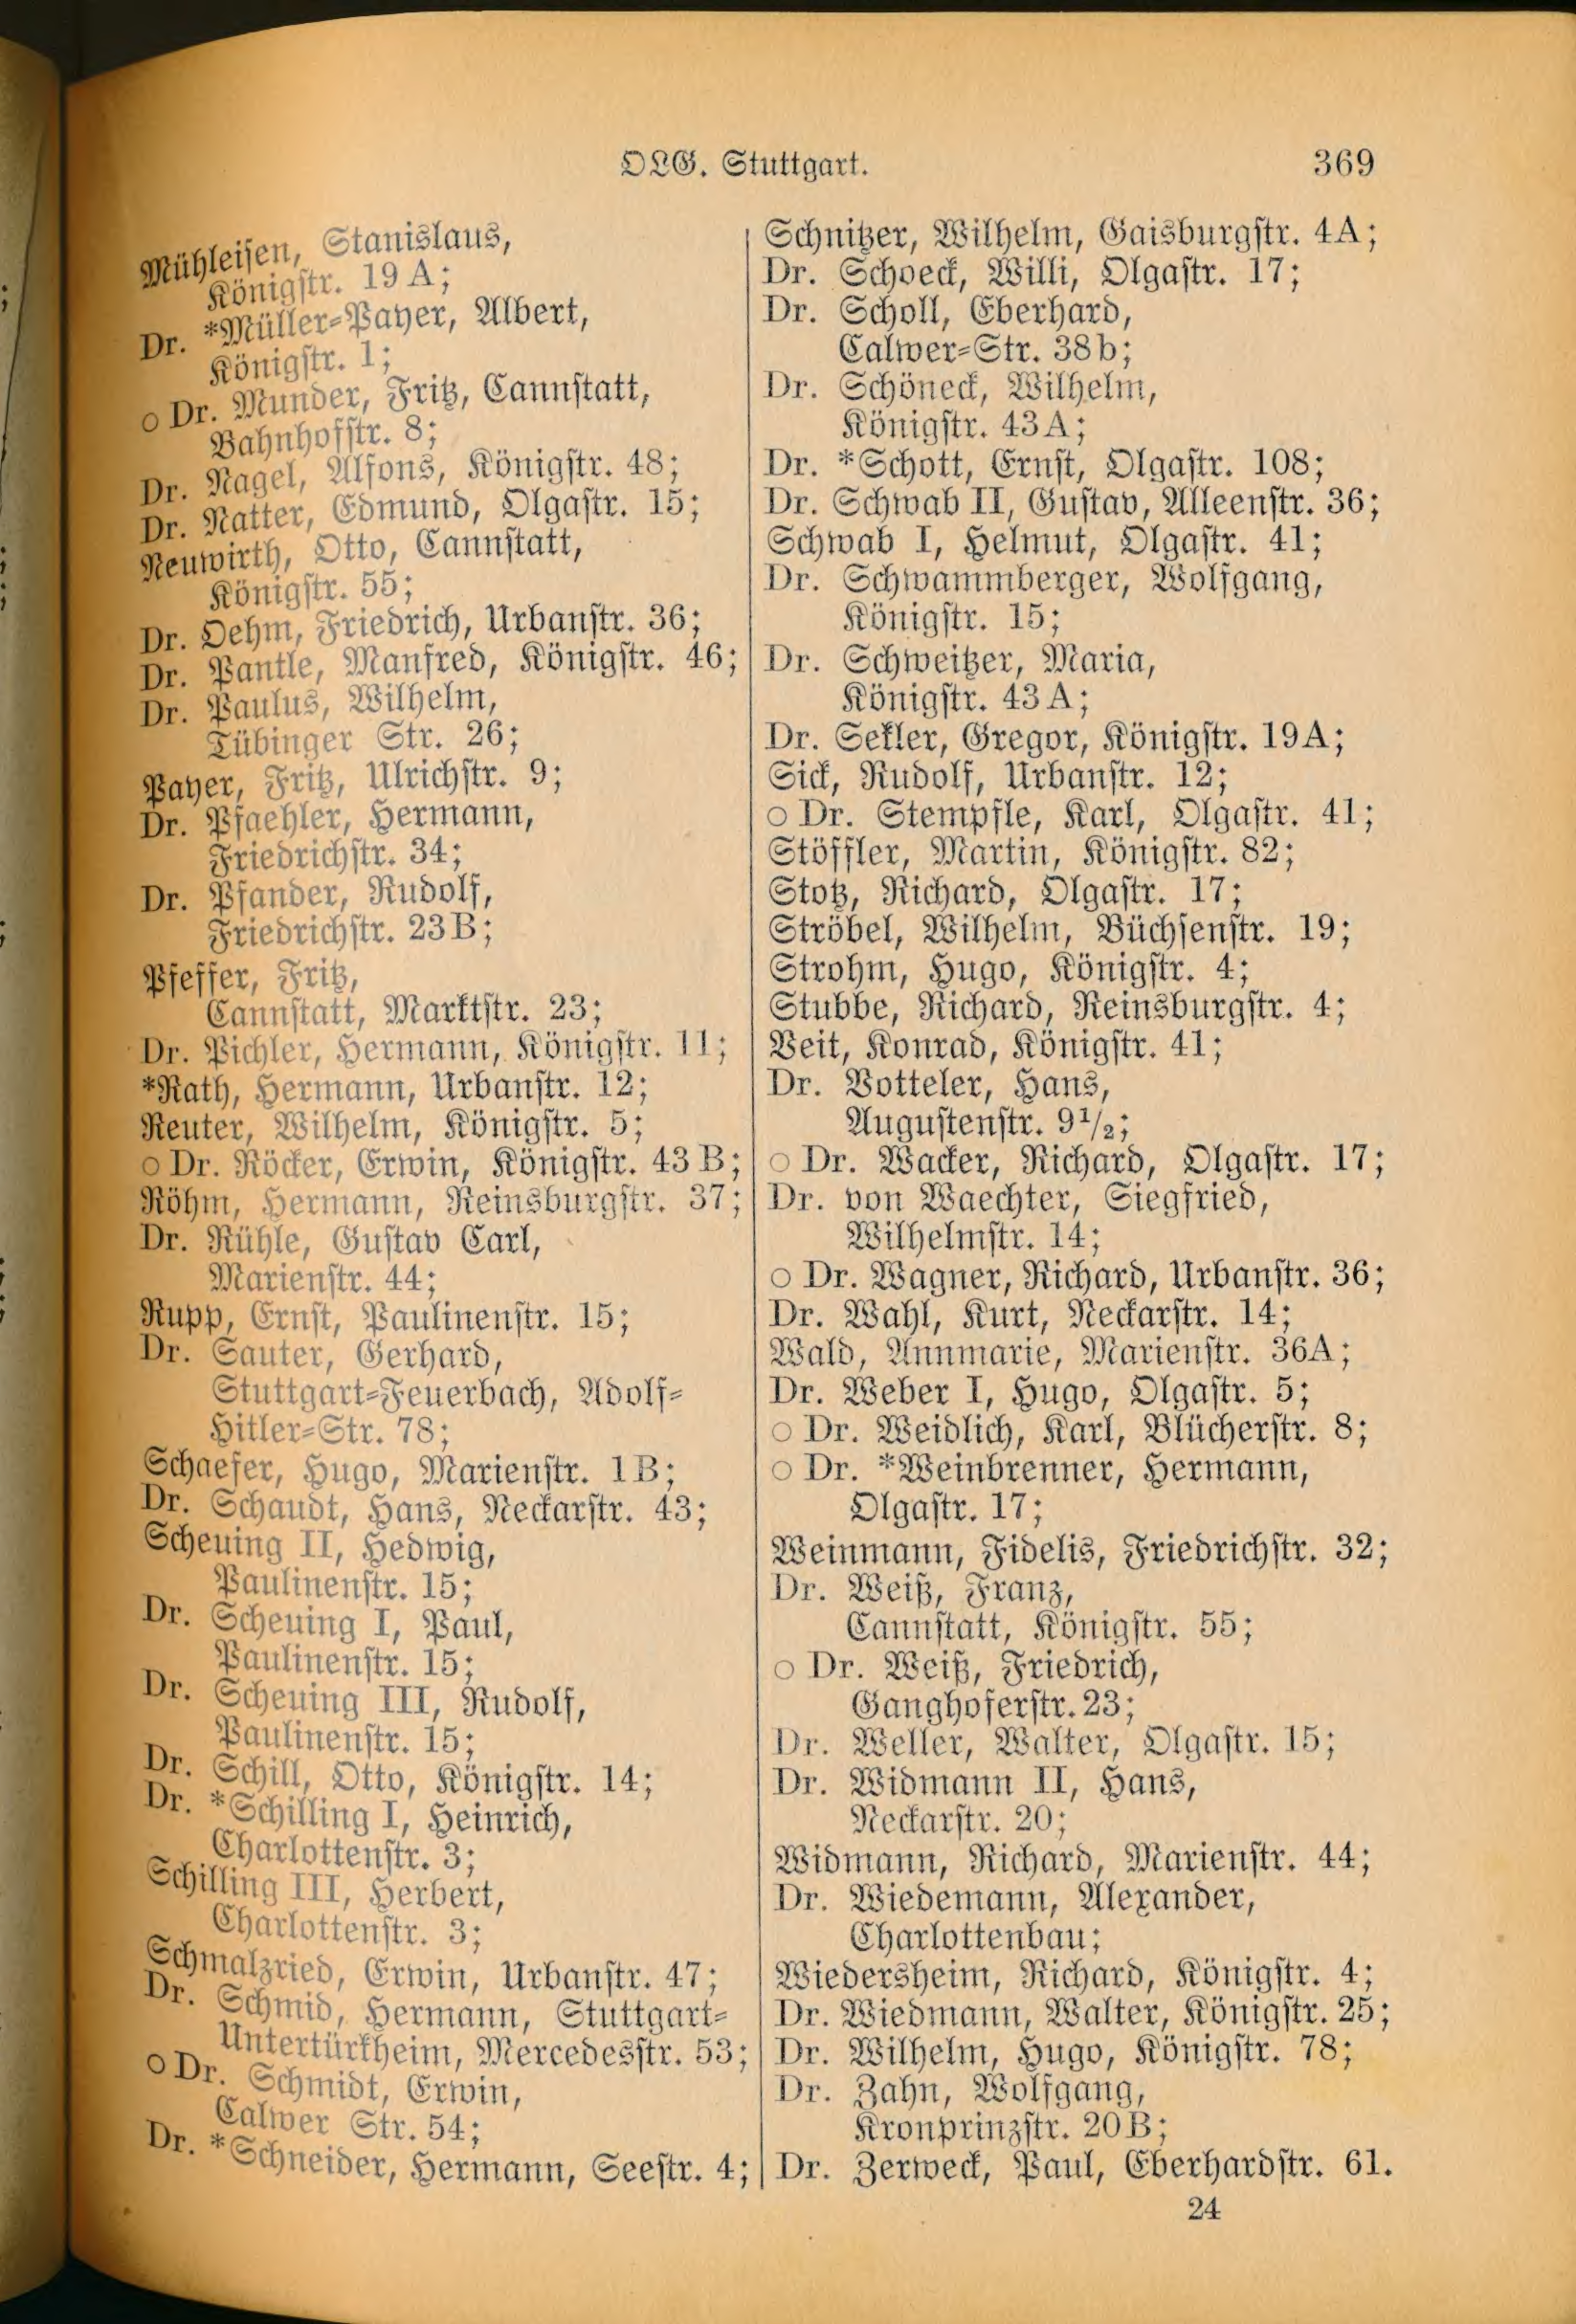 OLG. Stuttgart.
369
Mühleisen, Stanislaus,
Königstr. 19 A;
Dr. *Müller-Payer, Albert,
Königstr. 1;
○ Dr. Munder, Fritz, Cannstatt,
Bahnhofstr. 8;
Dr. Nagel, Alfons, Königstr. 48;
Dr. Natter, Edmund, Olgastr. 15;
Neuwirth, Otto, Cannstatt,
Königstr. 55;
Dr. Oehm, Friedrich, Urbanstr. 36;
Dr. Pantle, Manfred, Königstr. 46;
Dr. Paulus, Wilhelm,
Tübinger Str. 26;
Payer, Fritz, Ulrichstr. 9;
Dr. Pfaehler, Hermann,
Friedrichstr. 34;
Dr. Pfander, Rudolf,
Friedrichstr. 23 B;
Pfeffer, Fritz,
Cannstatt, Marktstr. 23;
Dr. Pichler, Hermann, Königstr. 11;
*Rath, Hermann, Urbanstr. 12;
Reuter, Wilhelm, Königstr. 5;
○ Dr. Röcker, Erwin, Königstr. 43 B;
Röhm, Hermann, Reinsburgstr. 37;
Dr. Rühle, Gustav Carl,
Marienstr. 44;
Rupp, Ernst, Paulinenstr. 15;
Dr. Sauter, Gerhard,
Stuttgart-Feuerbach, Adolf-
Hitler-Str. 78;
Schaefer, Hugo, Marienstr. 1B;
Dr. Schaudt, Hans, Neckarstr. 43;
Scheuing II, Hedwig,
Paulinenstr. 15;
Dr. Scheuing I, Paul,
Paulinenstr. 15;
Dr. Scheuing III, Rudolf,
Paulinenstr. 15;
Dr. Schill, Otto, Königstr. 14;
Dr. *Schilling I, Heinrich,
Charlottenstr. 3;
Schilling III, Herbert,
Charlottenstr. 3;
Schmalzried, Erwin, Urbanstr. 47;
Dr. Schmid, Hermann, Stuttgart-
Untertürkheim, Mercedesstr. 53;
○ Dr. Schmidt, Erwin,
Calwer Str. 54;
Dr. *Schneider, Hermann, Seestr. 4;
Schnitzer, Wilhelm, Gaisburgstr. 4A;
Dr. Schoeck, Willi, Olgastr. 17;
Dr. Scholl, Eberhard,
Calwer-Str. 38b;
Dr. Schöneck, Wilhelm,
Königstr. 43A;
Dr. *Schott, Ernst, Olgastr. 108;
Dr. Schwab II, Gustav, Alleenstr. 36;
Schwab I, Helmut, Olgastr. 41;
Dr. Schwammberger, Wolfgang,
Königstr. 15;
Dr. Schweitzer, Maria,
Königstr. 43 A;
Dr. Sekler, Gregor, Königstr. 19A;
Sick, Rudolf, Urbanstr. 12;
○ Dr. Stempfle, Karl, Olgastr. 41;
Stöffler, Martin, Königstr. 82;
Stotz, Richard, Olgastr. 17;
Ströbel, Wilhelm, Büchsenstr. 19;
Strohm, Hugo, Königstr. 4;
Stubbe, Richard, Reinsburgstr. 4;
Veit, Konrad, Königstr. 41;
Dr. Votteler, Hans,
Augustenstr. 9½;
○ Dr. Wacker, Richard, Olgastr. 17;
Dr. von Waechter, Siegfried,
Wilhelmstr. 14;
○ Dr. Wagner, Richard, Urbanstr. 36;
Dr. Wahl, Kurt, Neckarstr. 14;
Wald, Annmarie, Marienstr. 36A;
Dr. Weber I, Hugo, Olgastr. 5;
○ Dr. Weidlich, Karl, Blücherstr. 8;
○ Dr. *Weinbrenner, Hermann,
Olgastr. 17;
Weinmann, Fidelis, Friedrichstr. 32;
Dr. Weiß, Franz,
Cannstatt, Königstr. 55;
○ Dr. Weiß, Friedrich,
Ganghoferstr. 23;
Dr. Weller, Walter, Olgastr. 15;
Dr. Widmann II, Hans,
Neckarstr. 20;
Widmann, Richard, Marienstr. 44;
Dr. Wiedemann, Alexander,
Charlottenbau;
Wiedersheim, Richard, Königstr. 4;
Dr. Wiedmann, Walter, Königstr. 25;
Dr. Wilhelm, Hugo, Königstr. 78;
Dr. Zahn, Wolfgang,
Kronprinzstr. 20B;
Dr. Zerweck, Paul, Eberhardstr. 61.
24